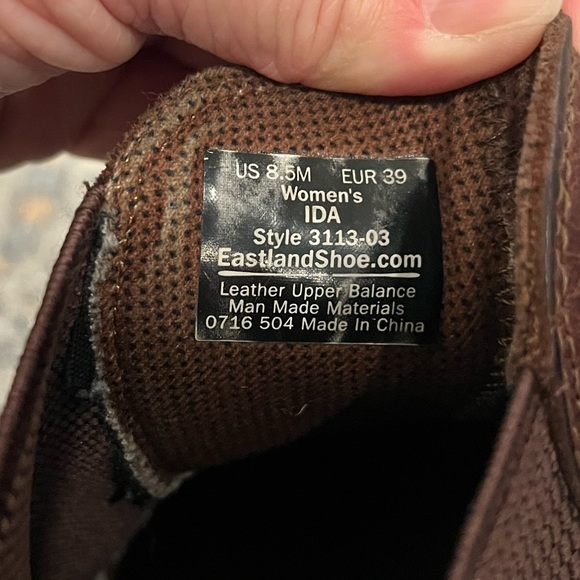 US 8.5M EUR 39
Women's
IDA
Style 3113-03
EastlandShoe.com
Leather Upper Balance
Man Made Materials
0716 504 Made In China